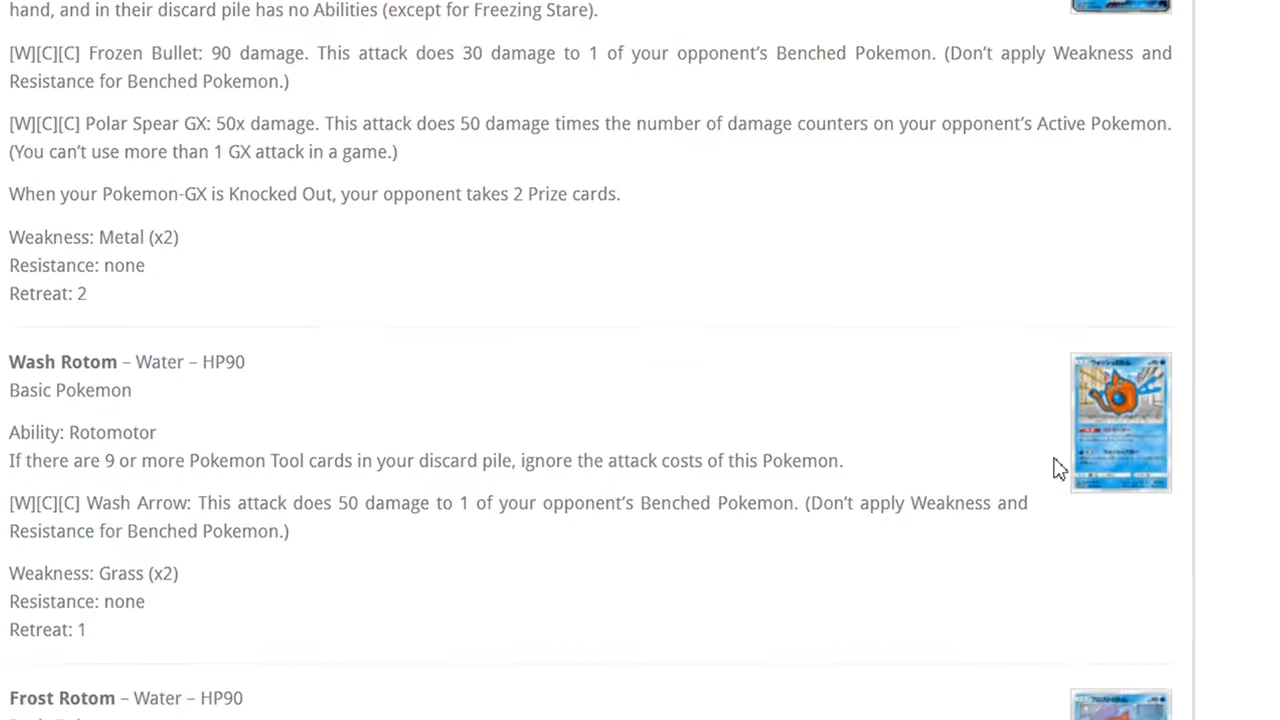 hand, and in their discard pile has no Abilities (except for Freezing Stare).
[W][C][C] Frozen Bullet: 90 damage. This attack does 30 damage to 1 of your opponent’s Benched Pokemon. (Don’t apply Weakness and
Resistance for Benched Pokemon.)
[W][C][C] Polar Spear GX: 50x damage. This attack does 50 damage times the number of damage counters on your opponent’s Active Pokemon.
(You can’t use more than 1 GX attack in a game.)
When your Pokemon-GX is Knocked Out, your opponent takes 2 Prize cards.
Weakness: Metal (x2)
Resistance: none
Retreat: 2
Wash Rotom – Water – HP90
Basic Pokemon
Ability: Rotomotor
If there are 9 or more Pokemon Tool cards in your discard pile, ignore the attack costs of this Pokemon.
[W][C][C] Wash Arrow: This attack does 50 damage to 1 of your opponent’s Benched Pokemon. (Don’t apply Weakness and
Resistance for Benched Pokemon.)
Weakness: Grass (x2)
Resistance: none
Retreat: 1
Frost Rotom – Water – HP90